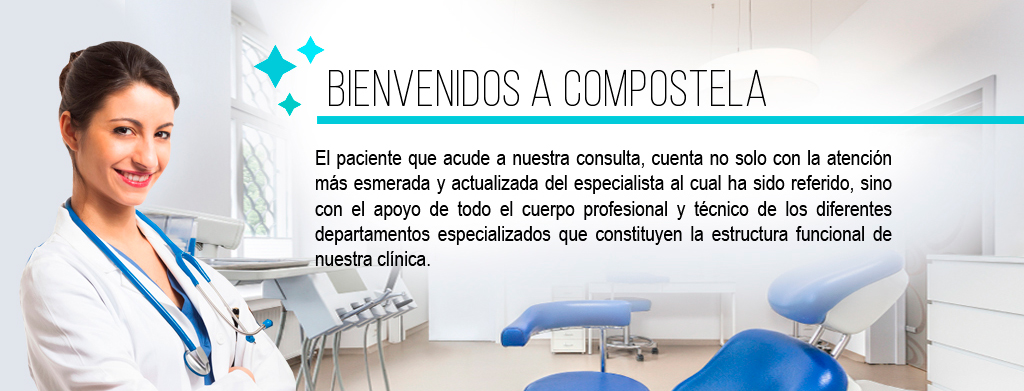 BIENVENIDOS A COMPOSTELA
El paciente que acude a nuestra consulta, cuenta no solo con la atención
más esmerada y actualizada del especialista al cual ha sido referido, sino
con el apoyo de todo el cuerpo profesional y técnico de los diferentes
departamentos especializados que constituyen la estructura funcional de
nuestra clínica.